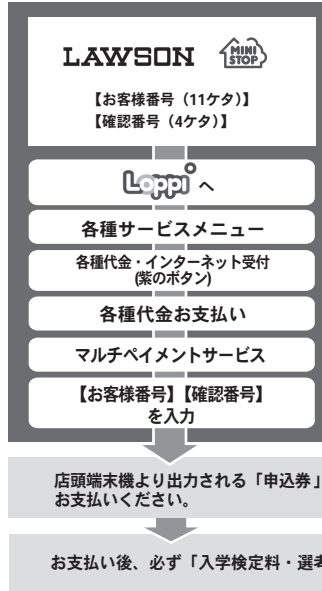 LAWSON MINI STOP
【お客様番号(11ケタ)】
【確認番号(4ケタ)】
Loppiへ
各種サービスメニュー
各種代金・インターネット受付
(紫のボタン)
各種代金お支払い
マルチペイメントサービス
【お客様番号】【確認番号】
を入力
店頭端末機より出力される「申込券」
お支払いください。
お支払い後、必ず「入学検定料・選考